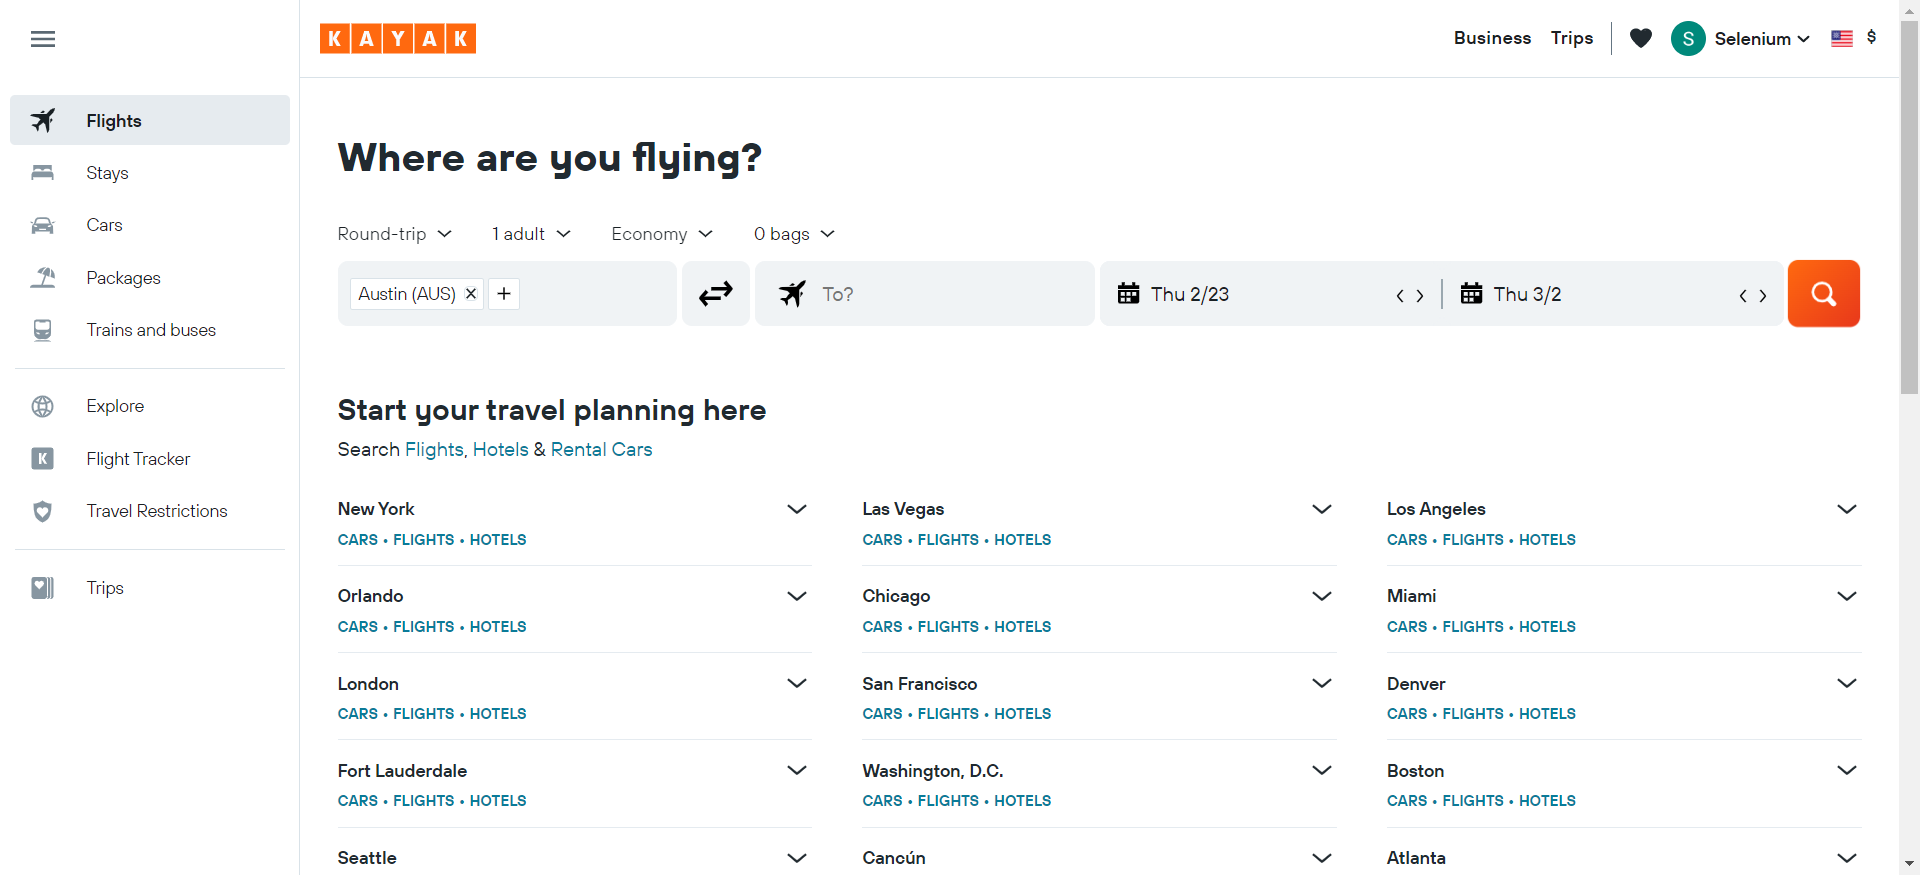 KAYAK
Business Trips S Selenium $
Flights
Stays
Cars
Packages
Trains and buses
Explore
K Flight Tracker
Travel Restrictions
Trips
Where are you flying?
Round-trip 1 adult Economy 0 bags
Austin (AUS) To? Thu 2/23 Thu 3/2
Start your travel planning here
Search Flights, Hotels & Rental Cars
New York
CARS • FLIGHTS • HOTELS
Las Vegas
CARS • FLIGHTS • HOTELS
Los Angeles
CARS • FLIGHTS • HOTELS
Orlando
CARS • FLIGHTS • HOTELS
Chicago
CARS • FLIGHTS • HOTELS
Miami
CARS • FLIGHTS • HOTELS
London
CARS • FLIGHTS • HOTELS
San Francisco
CARS • FLIGHTS • HOTELS
Denver
CARS • FLIGHTS • HOTELS
Fort Lauderdale
CARS • FLIGHTS • HOTELS
Washington, D.C.
CARS • FLIGHTS • HOTELS
Boston
CARS • FLIGHTS • HOTELS
Seattle
Cancún
Atlanta